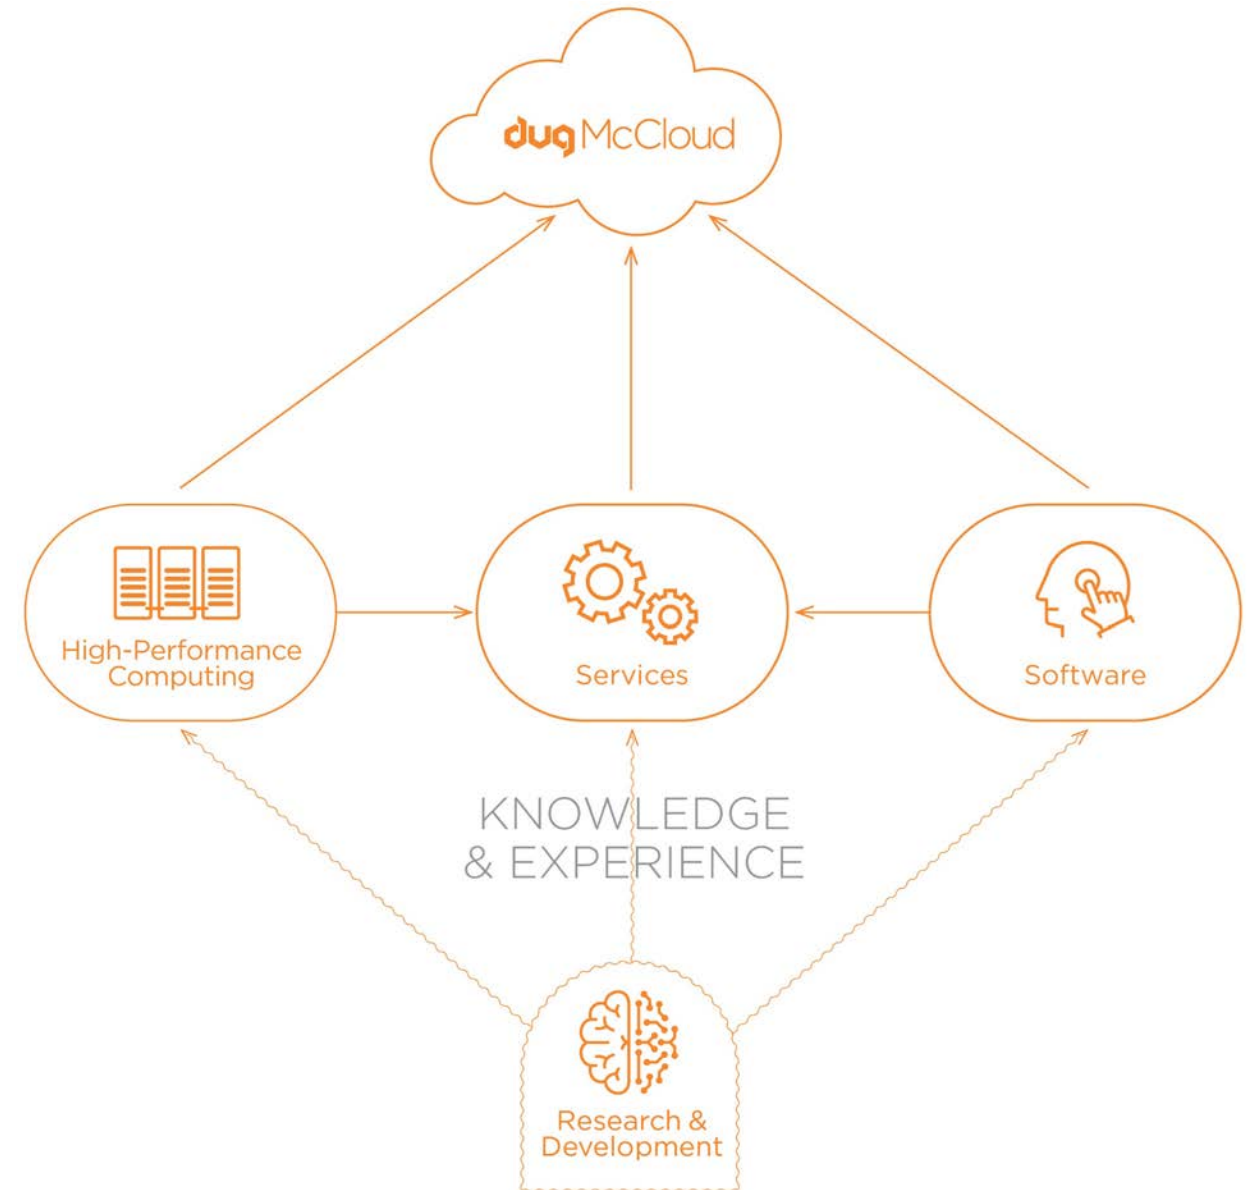 dug McCloud
High-Performance
Computing
Services
Software
KNOWLEDGE
& EXPERIENCE
Research &
Development